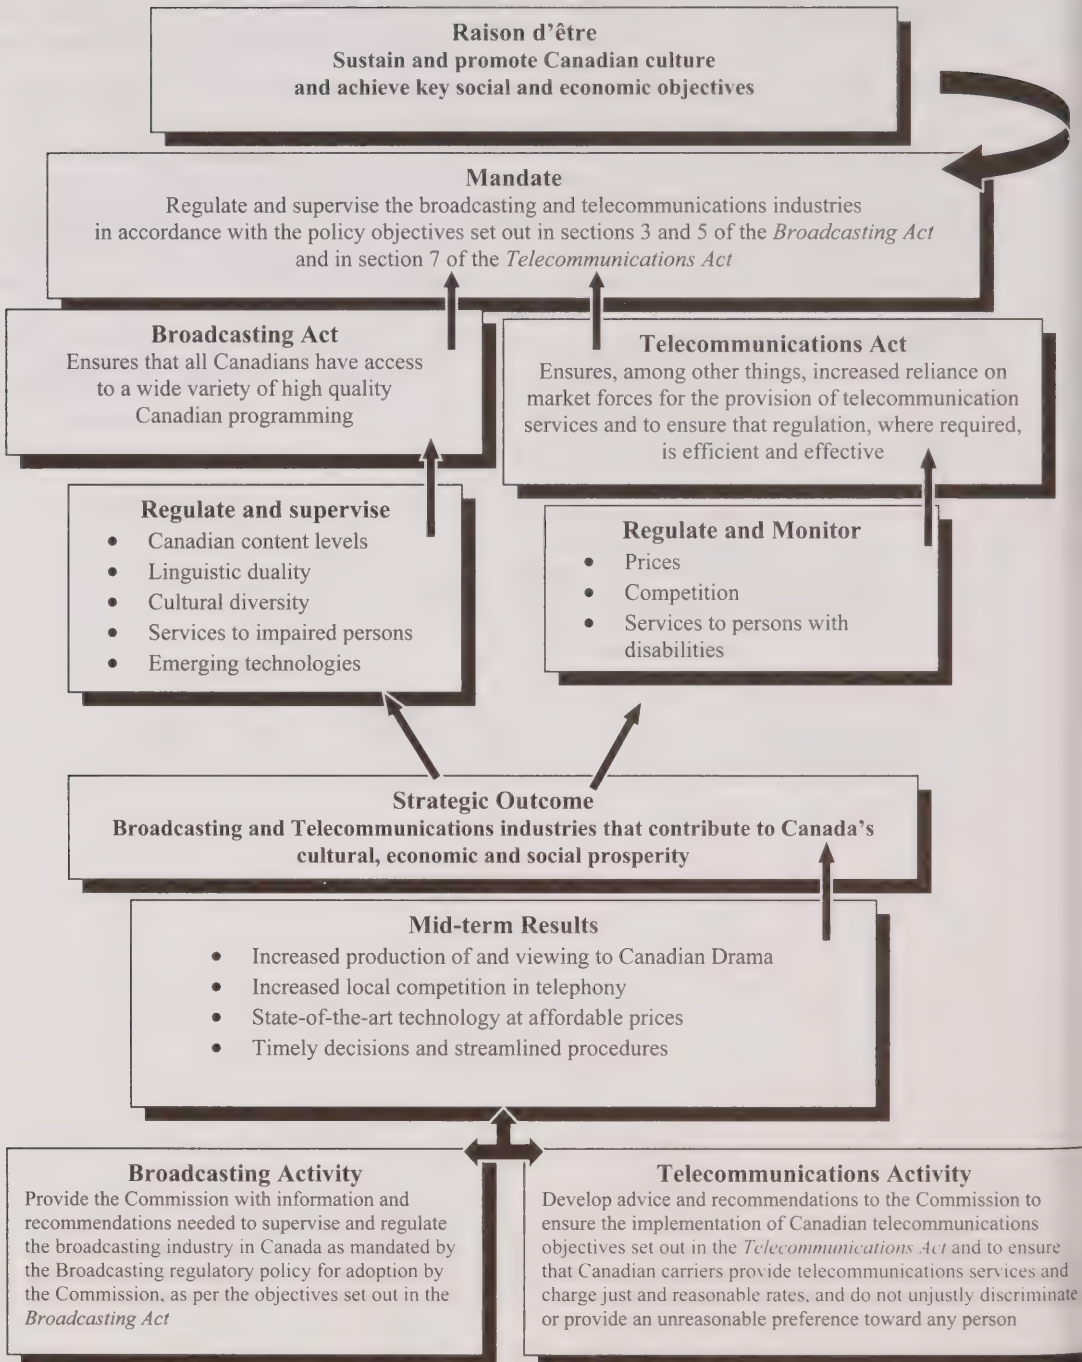 Raison d'être
Sustain and promote Canadian culture
and achieve key social and economic objectives
Mandate
Regulate and supervise the broadcasting and telecommunications industries
in accordance with the policy objectives set out in sections 3 and 5 of the Broadcasting Act
and in section 7 of the Telecommunications Act
Broadcasting Act
Ensures that all Canadians have access
to a wide variety of high quality
Canadian programming
Telecommunications Act
Ensures, among other things, increased reliance on
market forces for the provision of telecommunication
services and to ensure that regulation, where required,
is efficient and effective
Regulate and supervise
• Canadian content levels
• Linguistic duality
• Cultural diversity
• Services to impaired persons
• Emerging technologies
Regulate and Monitor
• Prices
• Competition
• Services to persons with
disabilities
Strategic Outcome
Broadcasting and Telecommunications industries that contribute to Canada's
cultural, economic and social prosperity
Mid-term Results
• Increased production of and viewing to Canadian Drama
• Increased local competition in telephony
• State-of-the-art technology at affordable prices
• Timely decisions and streamlined procedures
Broadcasting Activity
Provide the Commission with information and
recommendations needed to supervise and regulate
the broadcasting industry in Canada as mandated by
the Broadcasting regulatory policy for adoption by
the Commission, as per the objectives set out in the
Broadcasting Act
Telecommunications Activity
Develop advice and recommendations to the Commission to
ensure the implementation of Canadian telecommunications
objectives set out in the Telecommunications Act and to ensure
that Canadian carriers provide telecommunications services and
charge just and reasonable rates, and do not unjustly discriminate
or provide an unreasonable preference toward any person